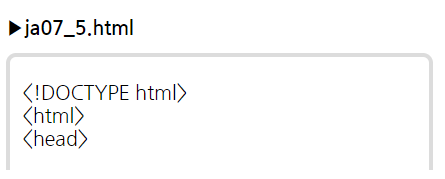 ▶ja07_5.html
<!DOCTYPE html>
<html>
<head>